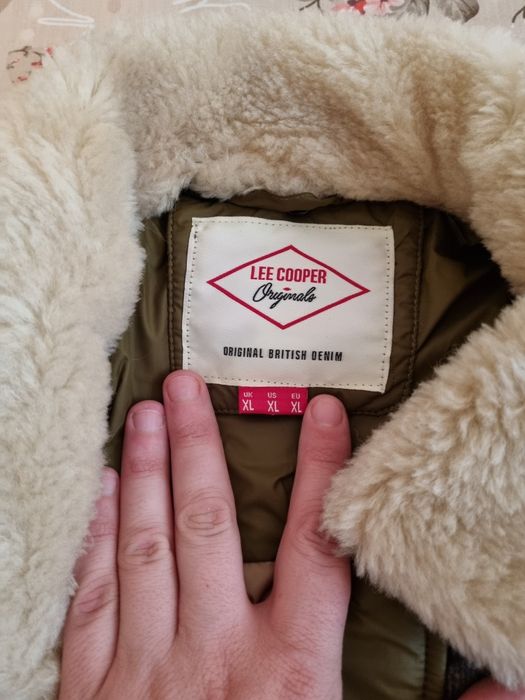 LEE COOPER
Originals
ORIGINAL BRITISH DENIM
UK US EU
XL XL XL